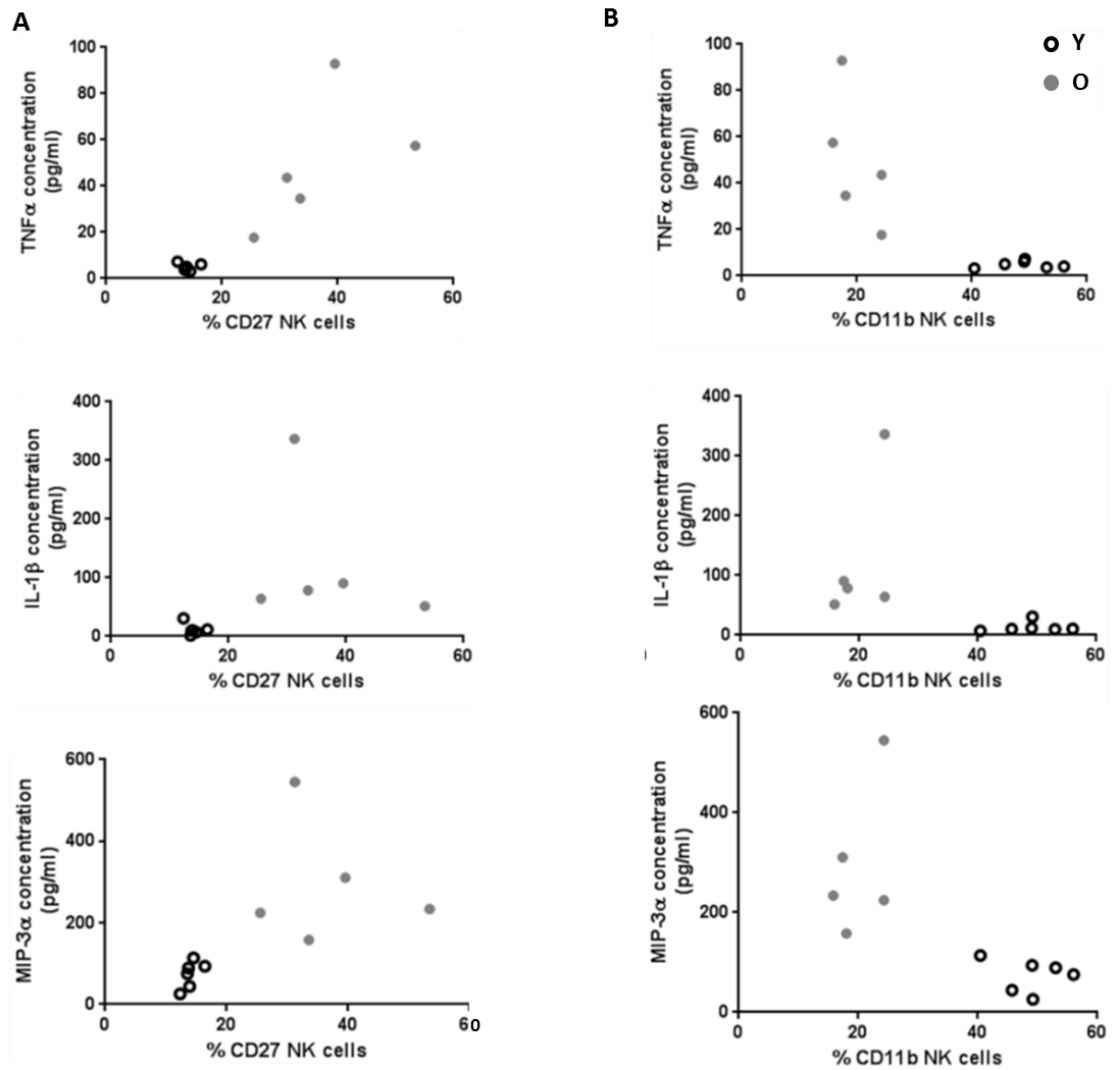 A
100
80
60
40
20
0
TNFα concentration
(pg/ml)
0 20 40 60
% CD27 NK cells
B
Y
O
100
80
60
40
20
0
TNFα concentration
(pg/ml)
0 20 40 60
% CD11b NK cells
400
300
200
100
0
IL-1β concentration
(pg/ml)
0 20 40 60
% CD27 NK cells
400
300
200
100
0
IL-1β concentration
(pg/ml)
0 20 40 60
% CD11b NK cells
600
400
200
0
MIP-3α concentration
(pg/ml)
0 20 40 60
% CD27 NK cells
600
400
200
0
MIP-3α concentration
(pg/ml)
0 20 40 60
% CD11b NK cells